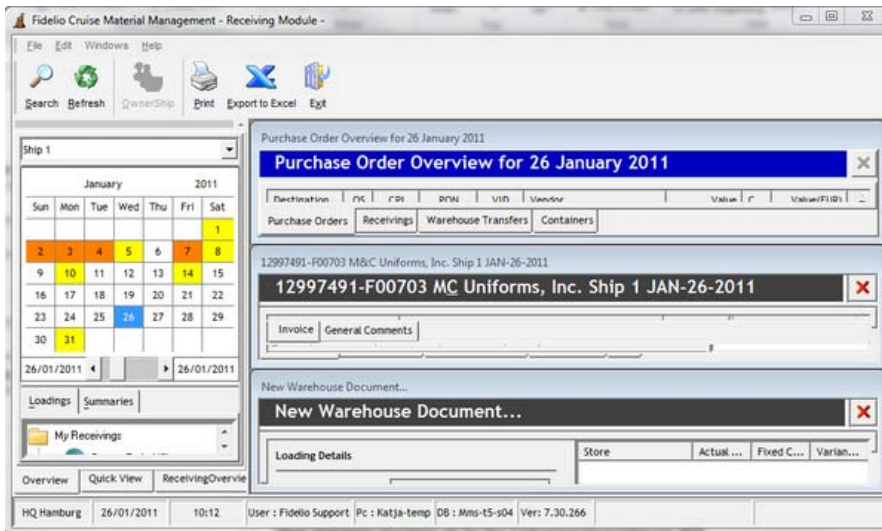 Fidelio Cruise Material Management - Receiving Module -
File Edit Windows Help
Search Refresh OwnerShip Print Export to Excel Exit
Ship 1
January 2011
Sun Mon Tue Wed Thu Fri Sat
1
2 3 4 5 6 7 8
9 10 11 12 13 14 15
16 17 18 19 20 21 22
23 24 25 26 27 28 29
30 31
26/01/2011 26/01/2011
Loadings Summaries
My Receivings
Overview Quick View ReceivingOvervie
Purchase Order Overview for 26 January 2011
Purchase Order Overview for 26 January 2011
Destination OS CPL PON VID Vendor Value C Value(EUR)
Purchase Orders Receivings Warehouse Transfers Containers
12997491-F00703 M&C Uniforms, Inc. Ship 1 JAN-26-2011
12997491-F00703 MC Uniforms, Inc. Ship 1 JAN-26-2011
Invoice General Comments
New Warehouse Document...
New Warehouse Document...
Loading Details
Store Actual ... Fixed C... Varian...
HQ Hamburg 26/01/2011 10:12 User : Fidelio Support Pc : Katja-temp DB : Mms-t5-s04 Ver: 7.30.266